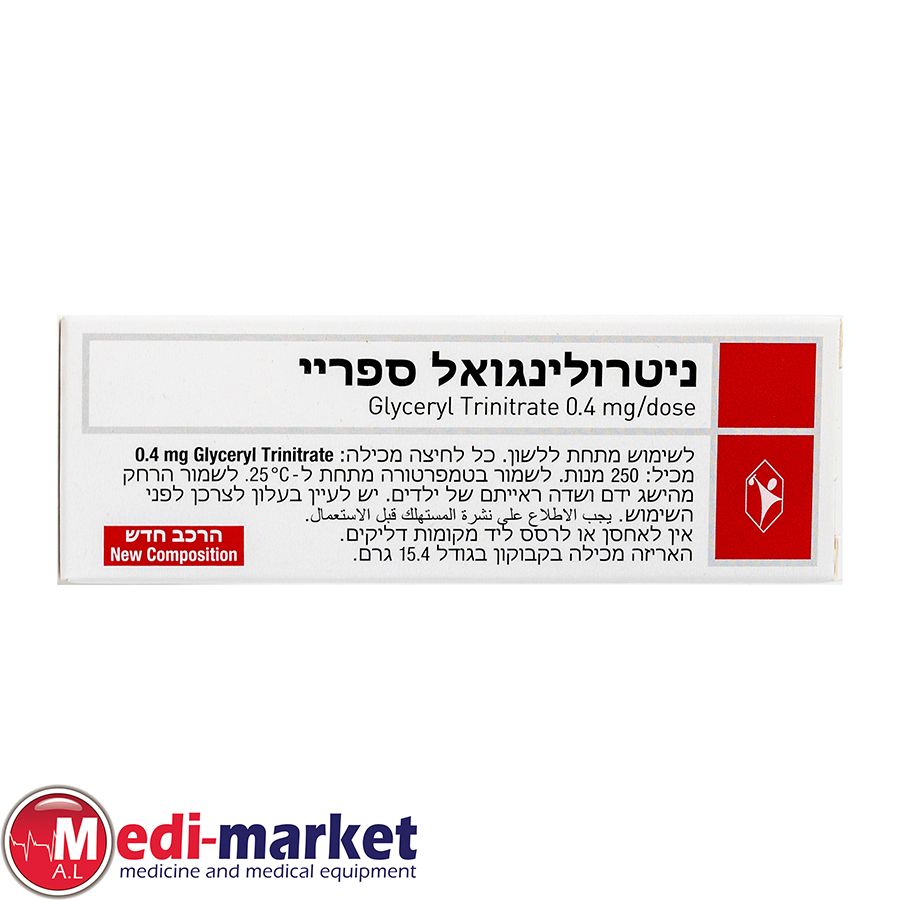 ניטרולינגואל ספריי
Glyceryl Trinitrate 0.4 mg/dose
לשימוש מתחת ללשון. כל לחיצה מכילה: 0.4 mg Glyceryl Trinitrate
מכיל: 250 מנות. לשמור בטמפרטורה מתחת ל-25°C. לשמור הרחק
מהישג ידם ושדה ראייתם של ילדים. יש לעיין בעלון לצרכן לפני
השימוש. يجب الاطلاع على نشرة المستهلك قبل الاستعمال.
אין לאחסן או לרסס ליד מקומות דליקים.
האריזה מכילה בקבוקון בגודל 15.4 גרם.
הרכב חדש
New Composition
Medi-market
A.L
medicine and medical equipment